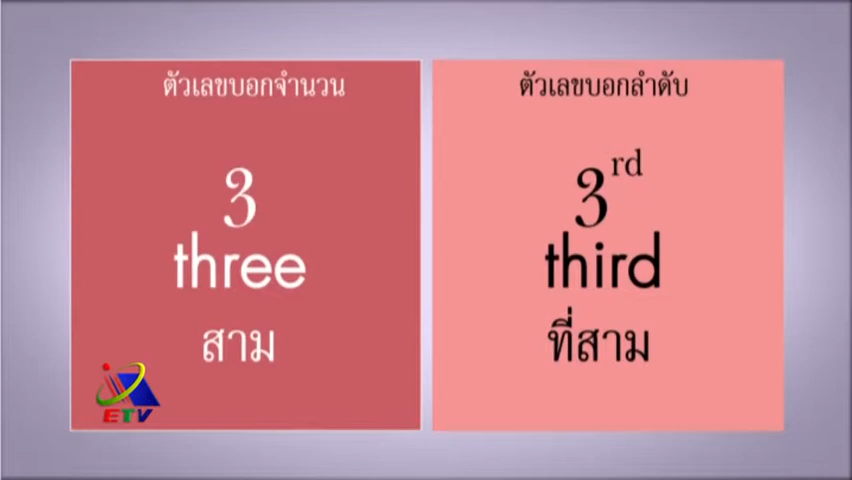 ตัวเลขบอกจำนวน
3
three
สาม
ตัวเลขบอกลำดับ
3rd
third
ที่สาม
ETV